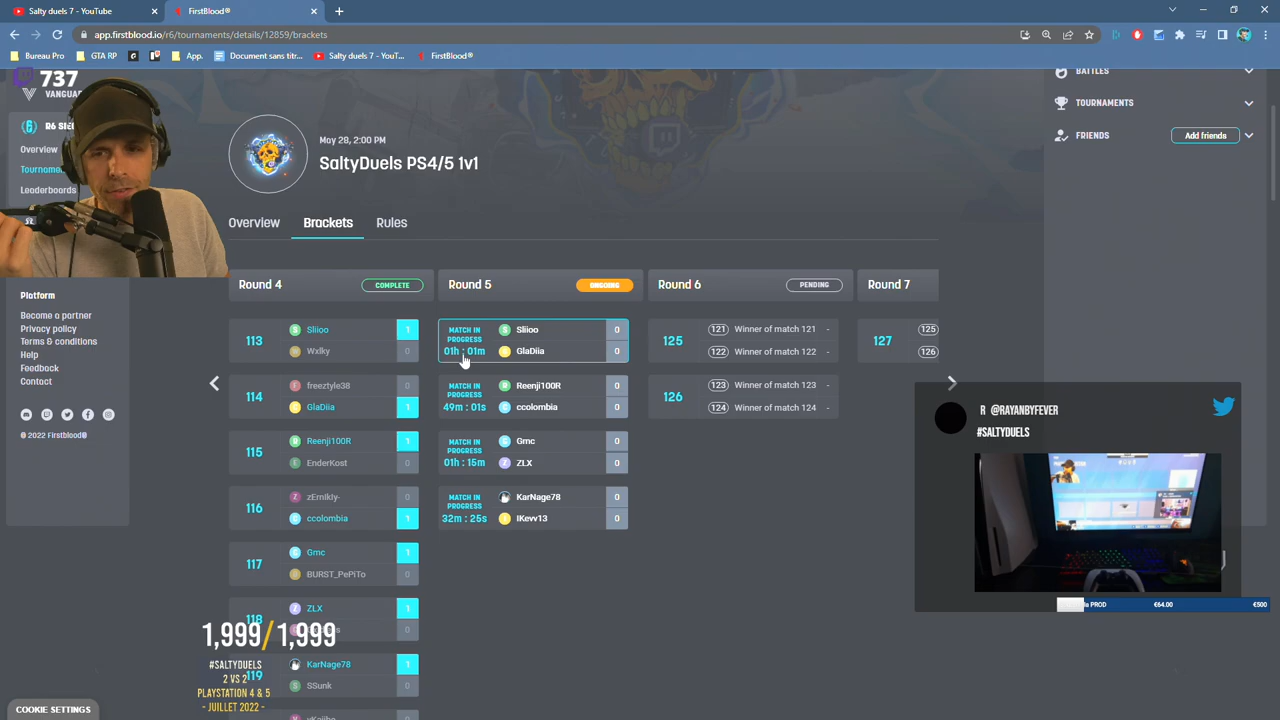 Salty duels 7 - YouTube
FirstBlood®
app.firstblood.io/r6/tournaments/details/12859/brackets
Bureau Pro
GTA RP
App.
Document sans titr...
Salty duels 7 - YouT...
FirstBlood®
737
Overview
Leaderboards
Platform
Become a partner
Privacy policy
Terms & conditions
Help
Feedback
Contact
© 2022 Firstblood®
COOKIE SETTINGS
May 28, 2:00 PM
SaltyDuels PS4/5 1v1
Overview
Brackets
Rules
Round 4
COMPLETE
Round 5
ONGOING
Round 6
PENDING
Round 7
113
Sliioo
1
Wxlky
0
114
freeztyle38
0
GlaDiia
1
115
Reenji100R
1
EnderKost
0
116
zErnikiy-
0
ccolombia
1
117
Gmc
1
BURST_PePiTo
0
118
ZLX
1
0
119
KarNage78
1
SSunk
0
MATCH IN
PROGRESS
01h : 01m
Sliioo
0
GlaDiia
0
MATCH IN
PROGRESS
49m : 01s
Reenji100R
0
ccolombia
0
MATCH IN
PROGRESS
01h : 15m
Gmc
0
ZLX
0
MATCH IN
PROGRESS
32m : 25s
KarNage78
0
IKevv13
0
125
121
Winner of match 121
-
122
Winner of match 122
-
126
123
Winner of match 123
-
124
Winner of match 124
-
127
125
126
BATTLES
TOURNAMENTS
FRIENDS
Add friends
R @RAYANBYFEVER
#SALTYDUELS
PROD
€64.00
€500
1,999/1,999
#SALTYDUELS
2 VS 2
PLAYSTATION 4 & 5
- JUILLET 2022 -